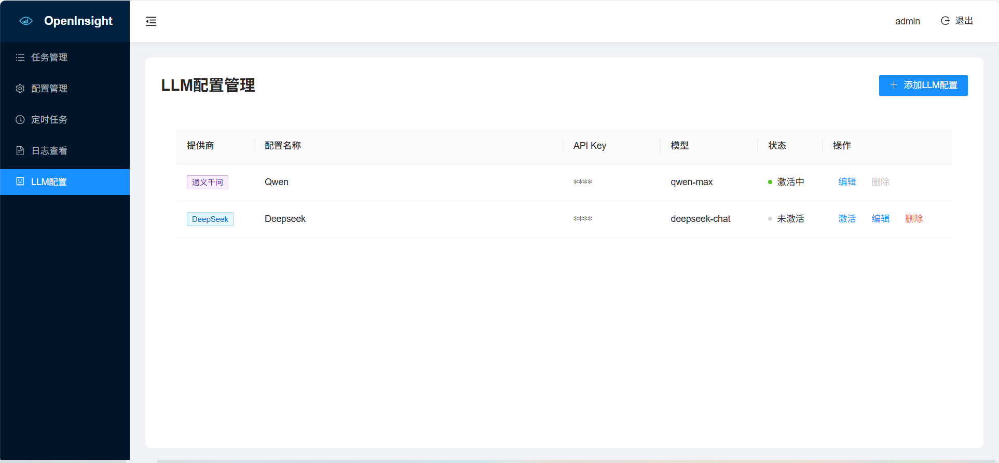 OpenInsight
admin 退出
任务管理
配置管理
定时任务
日志查看
LLM配置
LLM配置管理
添加LLM配置
提供商 配置名称 API Key 模型 状态 操作
通义千问 Qwen **** qwen-max 激活中 编辑 删除
DeepSeek Deepseek **** deepseek-chat 未激活 激活 编辑 删除